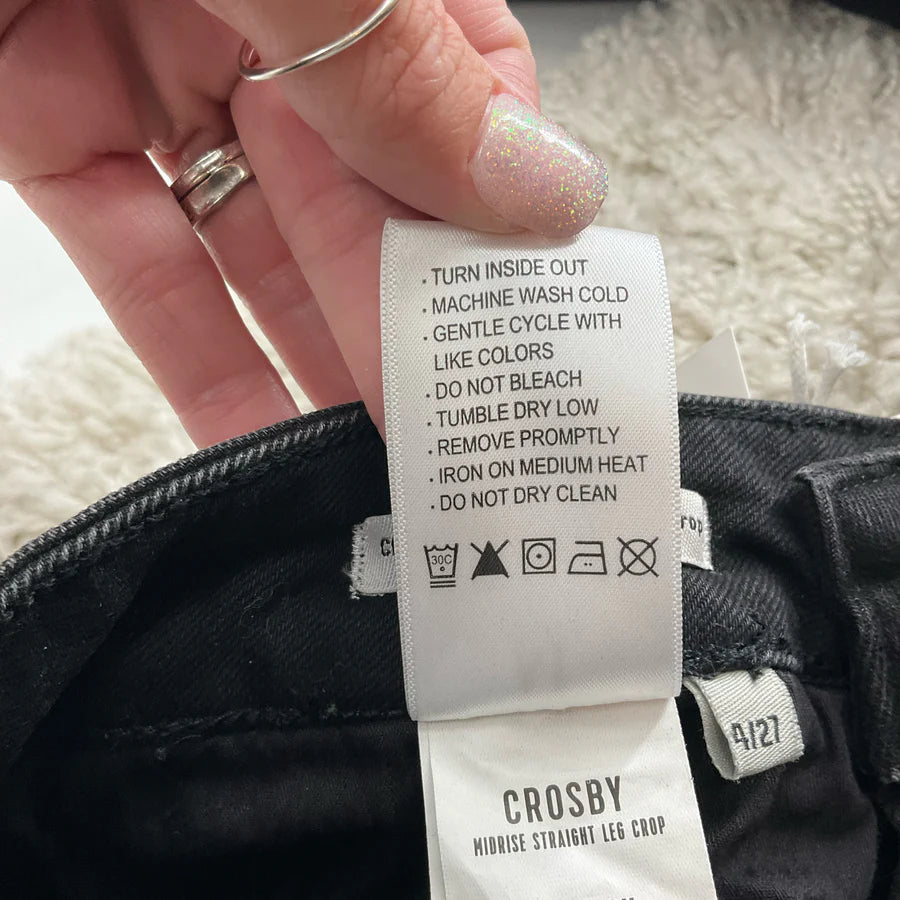 . TURN INSIDE OUT
. MACHINE WASH COLD
. GENTLE CYCLE WITH
LIKE COLORS
. DO NOT BLEACH
. TUMBLE DRY LOW
. REMOVE PROMPTLY
. IRON ON MEDIUM HEAT
. DO NOT DRY CLEAN
30C
4/27
CROSBY
MIDRISE STRAIGHT LEG CROP